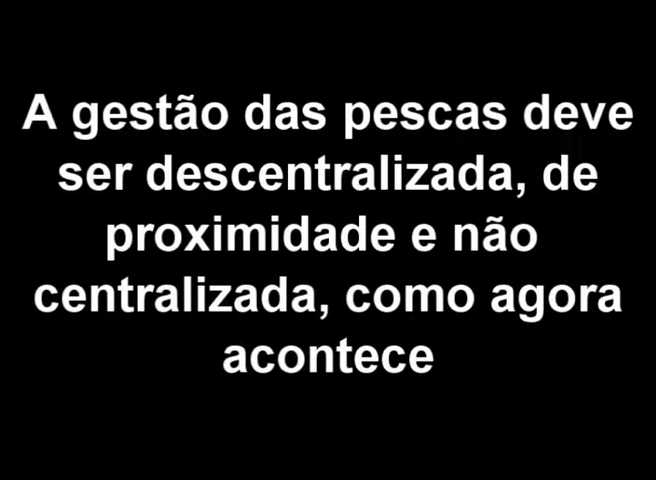 A gestão das pescas deve
ser descentralizada, de
proximidade e não
centralizada, como agora
acontece